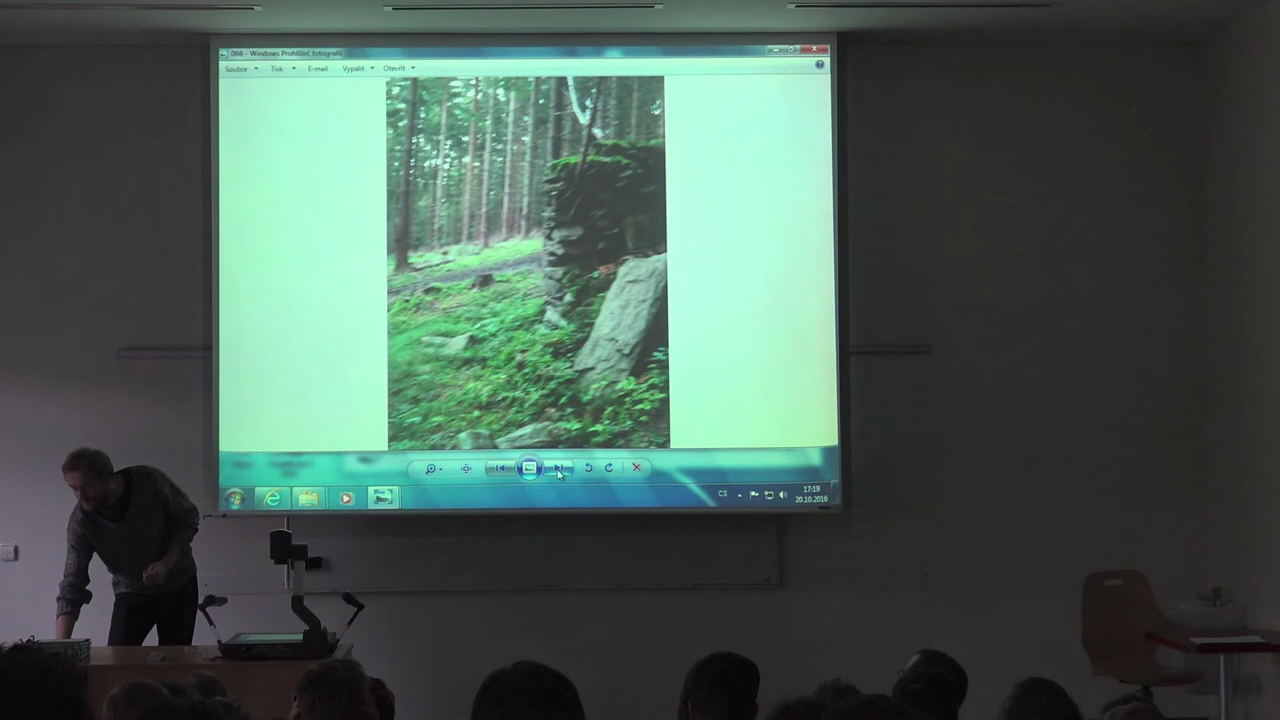 066 - Windows Prohlížeč fotografií
Soubor Tisk E-mail Vypálit Otevřít
CS 17:19
20.10.2016